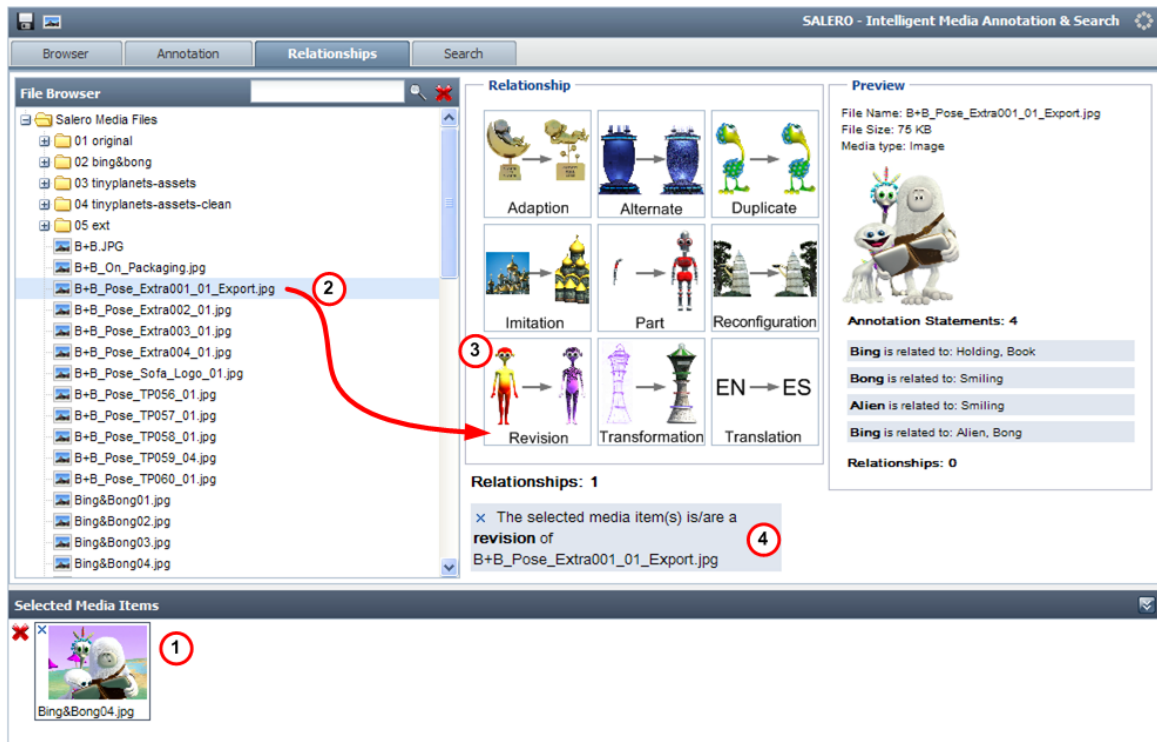 SALERO - Intelligent Media Annotation & Search
Browser
Annotation
Relationships
Search
File Browser
Salero Media Files
01 original
02 bing&bong
03 tinyplanets-assets
04 tinyplanets-assets-clean
05 ext
B+B.JPG
B+B_On_Packaging.jpg
B+B_Pose_Extra001_01_Export.jpg
B+B_Pose_Extra002_01.jpg
B+B_Pose_Extra003_01.jpg
B+B_Pose_Extra004_01.jpg
B+B_Pose_Sofa_Logo_01.jpg
B+B_Pose_TP056_01.jpg
B+B_Pose_TP057_01.jpg
B+B_Pose_TP058_01.jpg
B+B_Pose_TP059_04.jpg
B+B_Pose_TP060_01.jpg
Bing&Bong01.jpg
Bing&Bong02.jpg
Bing&Bong03.jpg
Bing&Bong04.jpg
2
Relationship
Adaption
Alternate
Duplicate
Imitation
Part
Reconfiguration
3
Revision
Transformation
EN
ES
Translation
Relationships: 1
The selected media item(s) is/are a
revision of
B+B_Pose_Extra001_01_Export.jpg
4
Preview
File Name: B+B_Pose_Extra001_01_Export.jpg
File Size: 75 KB
Media type: Image
Annotation Statements: 4
Bing is related to: Holding, Book
Bong is related to: Smiling
Alien is related to: Smiling
Bing is related to: Alien, Bong
Relationships: 0
Selected Media Items
1
Bing&Bong04.jpg